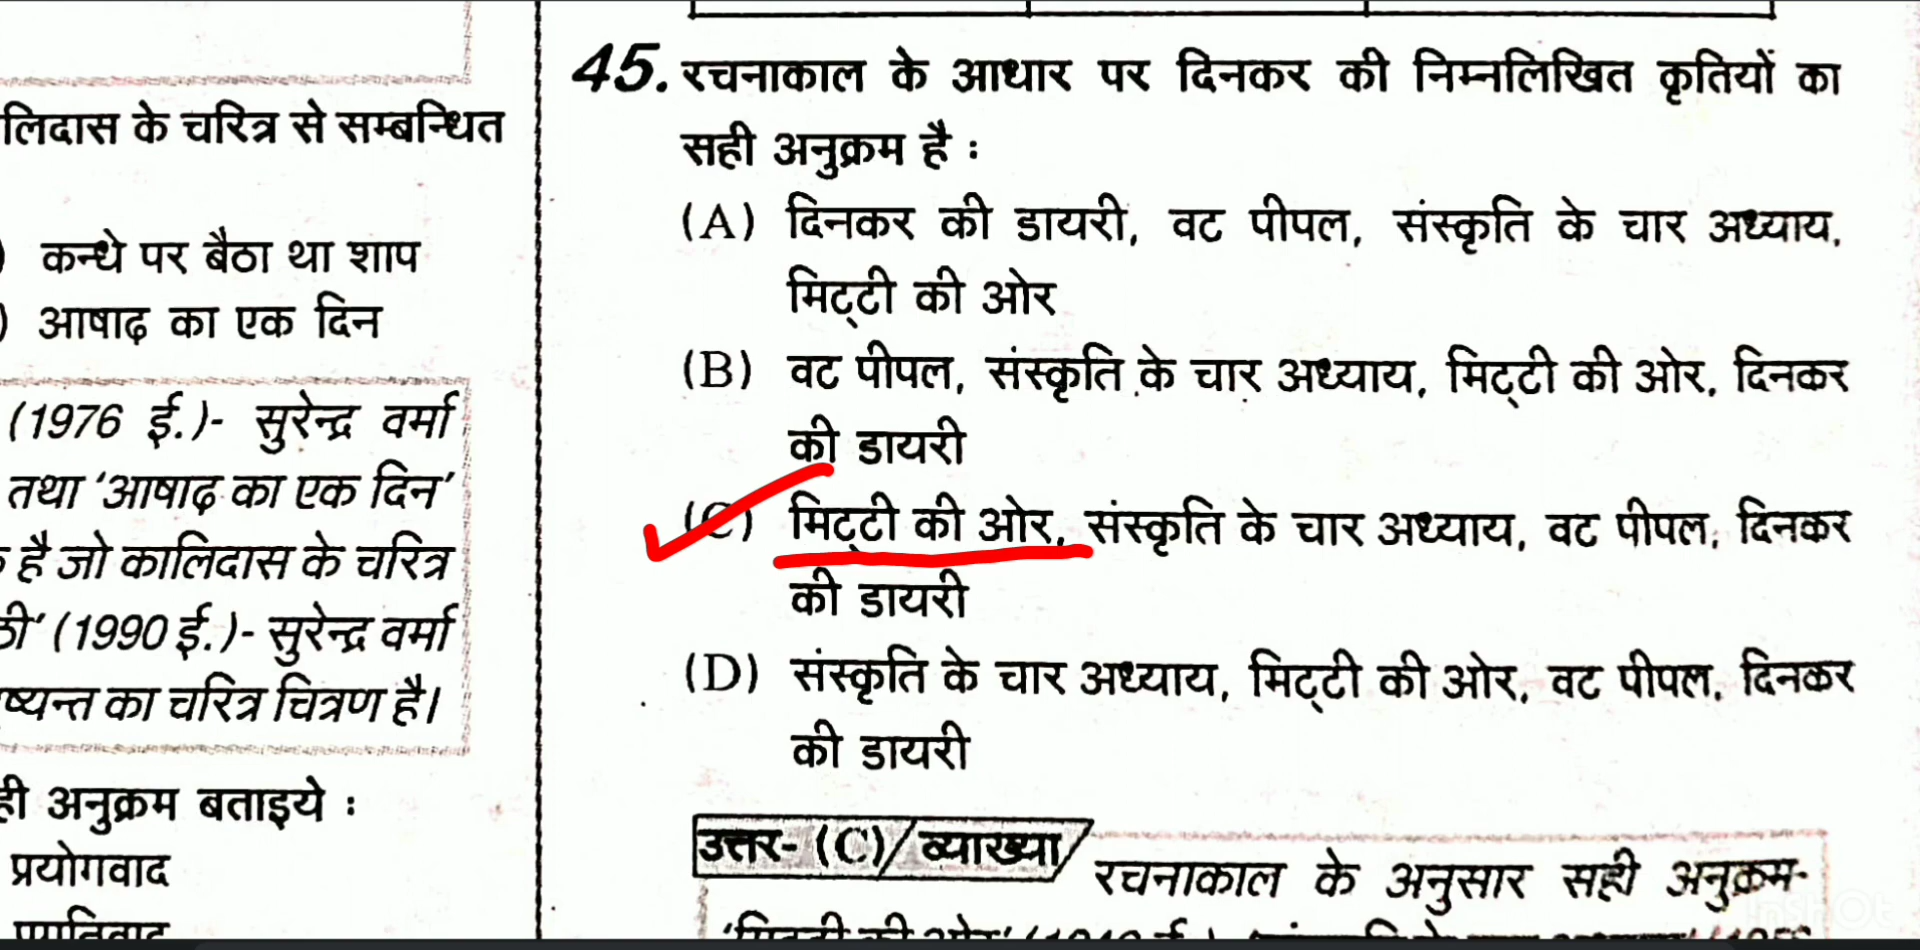 लिदास के चरित्र से सम्बन्धित
कन्धे पर बैठा था शाप
आषाढ़ का एक दिन
(1976 ई.)- सुरेन्द्र वर्मा
तथा ‘आषाढ़ का एक दिन’
है जो कालिदास के चरित्र
(1990 ई.)- सुरेन्द्र वर्मा
का चरित्र चित्रण है।
ही अनुक्रम बताइये :
प्रयोगवाद
45. रचनाकाल के आधार पर दिनकर की निम्नलिखित कृतियों का
सही अनुक्रम है :
(A) दिनकर की डायरी, वट पीपल, संस्कृति के चार अध्याय,
मिट्टी की ओर
(B) वट पीपल, संस्कृति के चार अध्याय, मिट्टी की ओर, दिनकर
की डायरी
(C) मिट्टी की ओर, संस्कृति के चार अध्याय, वट पीपल, दिनकर
की डायरी
(D) संस्कृति के चार अध्याय, मिट्टी की ओर, वट पीपल, दिनकर
की डायरी
उत्तर- (C)/व्याख्या
रचनाकाल के अनुसार सही अनुक्रम-
InShOt